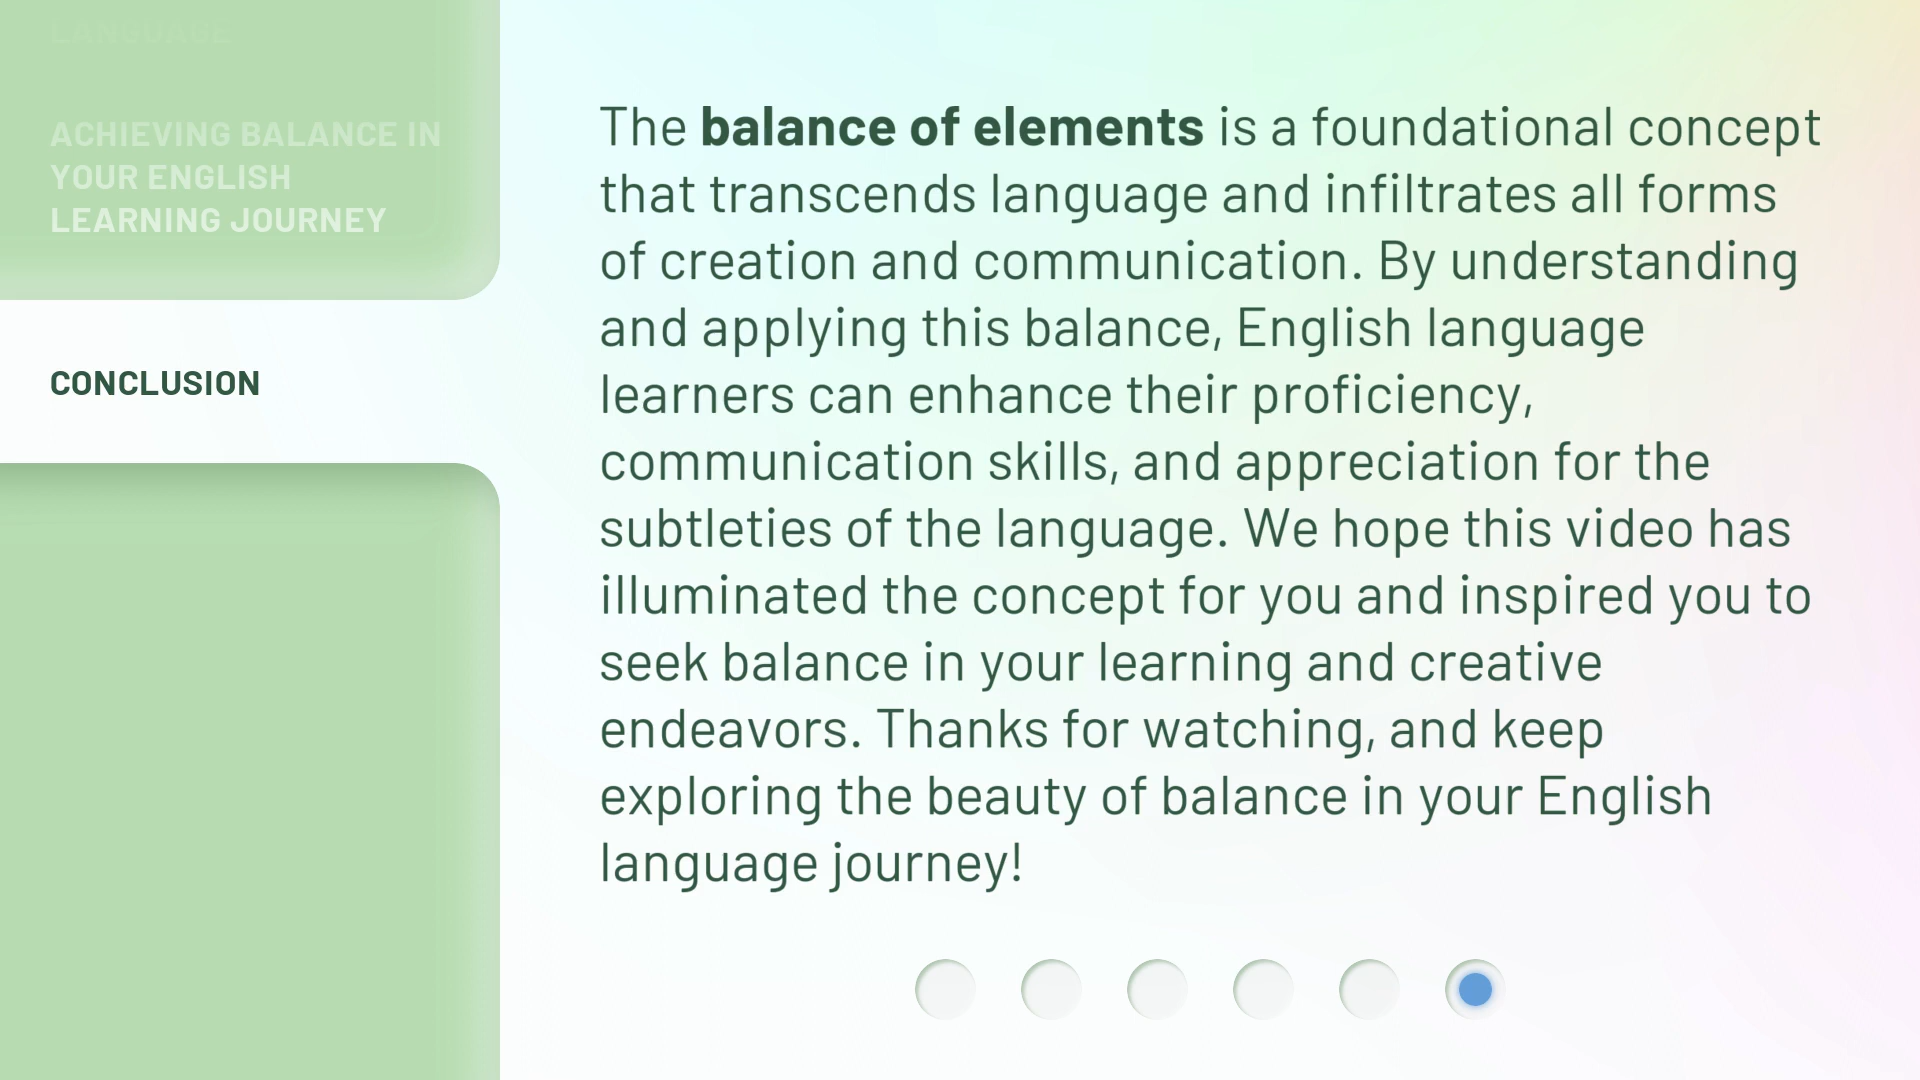 LANGUAGE
ACHIEVING BALANCE IN
YOUR ENGLISH
LEARNING JOURNEY
CONCLUSION
The balance of elements is a foundational concept
that transcends language and infiltrates all forms
of creation and communication. By understanding
and applying this balance, English language
learners can enhance their proficiency,
communication skills, and appreciation for the
subtleties of the language. We hope this video has
illuminated the concept for you and inspired you to
seek balance in your learning and creative
endeavors. Thanks for watching, and keep
exploring the beauty of balance in your English
language journey!